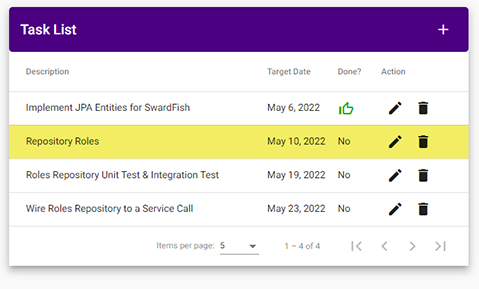 Task List +
Description Target Date Done? Action
Implement JPA Entities for SwardFish May 6, 2022
Repository Roles May 10, 2022 No
Roles Repository Unit Test & Integration Test May 19, 2022 No
Wire Roles Repository to a Service Call May 23, 2022 No
Items per page: 5 1 – 4 of 4